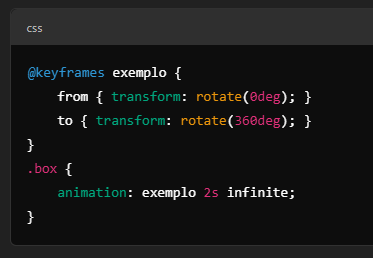 css
@keyframes exemplo {
    from { transform: rotate(0deg); }
    to { transform: rotate(360deg); }
}
.box {
    animation: exemplo 2s infinite;
}